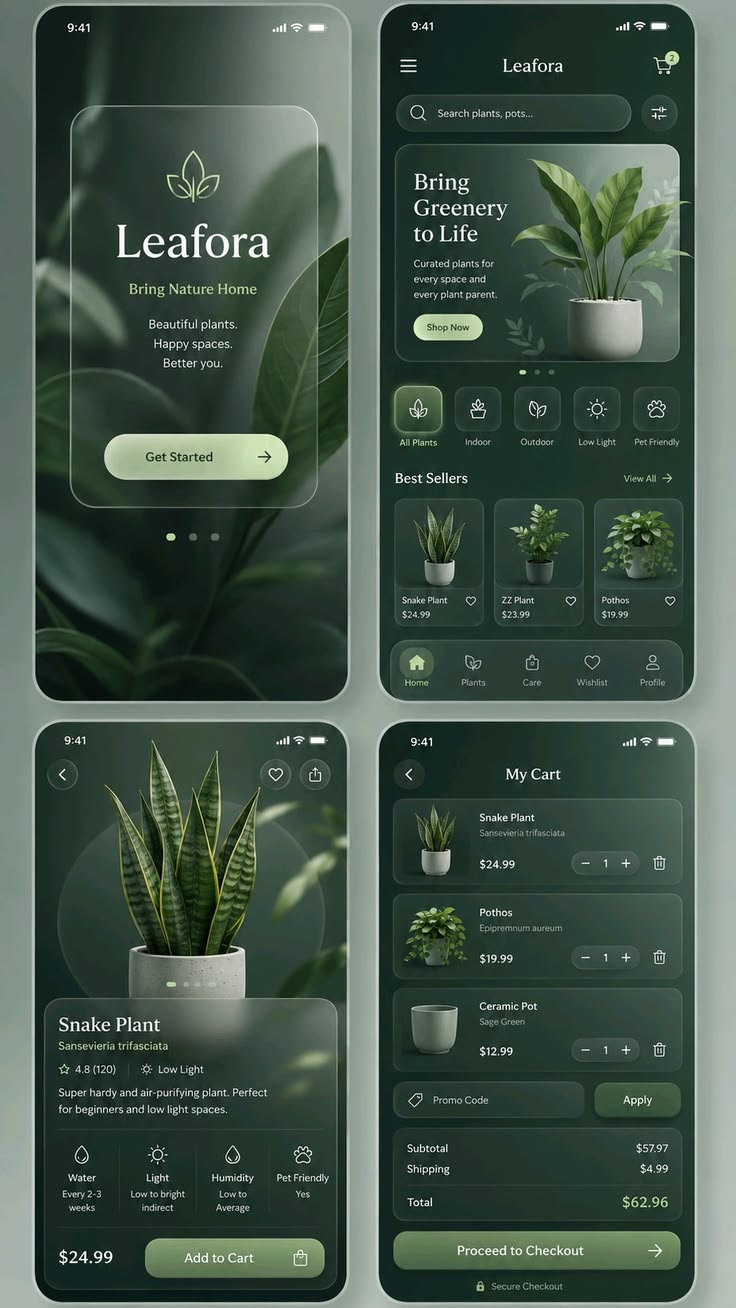 9:41
Leafora
Bring Nature Home
Beautiful plants.
Happy spaces.
Better you.
Get Started
9:41
Leafora
2
Search plants, pots...
Bring
Greenery
to Life
Curated plants for
every space and
every plant parent.
Shop Now
All Plants
Indoor
Outdoor
Low Light
Pet Friendly
Best Sellers
View All
Snake Plant
$24.99
ZZ Plant
$23.99
Pothos
$19.99
Home
Plants
Care
Wishlist
Profile
9:41
Snake Plant
Sansevieria trifasciata
4.8 (120)
Low Light
Super hardy and air-purifying plant. Perfect
for beginners and low light spaces.
Water
Every 2-3
weeks
Light
Low to bright
indirect
Humidity
Low to
Average
Pet Friendly
Yes
$24.99
Add to Cart
9:41
My Cart
Snake Plant
Sansevieria trifasciata
$24.99
− 1 +
Pothos
Epipremnum aureum
$19.99
− 1 +
Ceramic Pot
Sage Green
$12.99
− 1 +
Promo Code
Apply
Subtotal $57.97
Shipping $4.99
Total $62.96
Proceed to Checkout
Secure Checkout